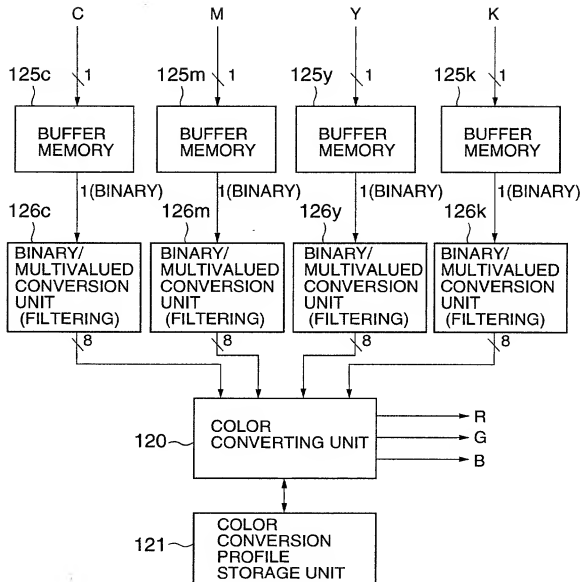 C M Y K
125c 1 125m 1 125y 1 125k 1
BUFFER BUFFER BUFFER BUFFER
MEMORY MEMORY MEMORY MEMORY
1(BINARY) 1(BINARY) 1(BINARY) 1(BINARY)
126c 126m 126y 126k
BINARY/ BINARY/ BINARY/ BINARY/
MULTIVALUED MULTIVALUED MULTIVALUED MULTIVALUED
CONVERSION CONVERSION CONVERSION CONVERSION
UNIT UNIT UNIT UNIT
(FILTERING) (FILTERING) (FILTERING) (FILTERING)
8 8 8 8
COLOR R
120 CONVERTING UNIT G
B
COLOR
CONVERSION
121 PROFILE
STORAGE UNIT